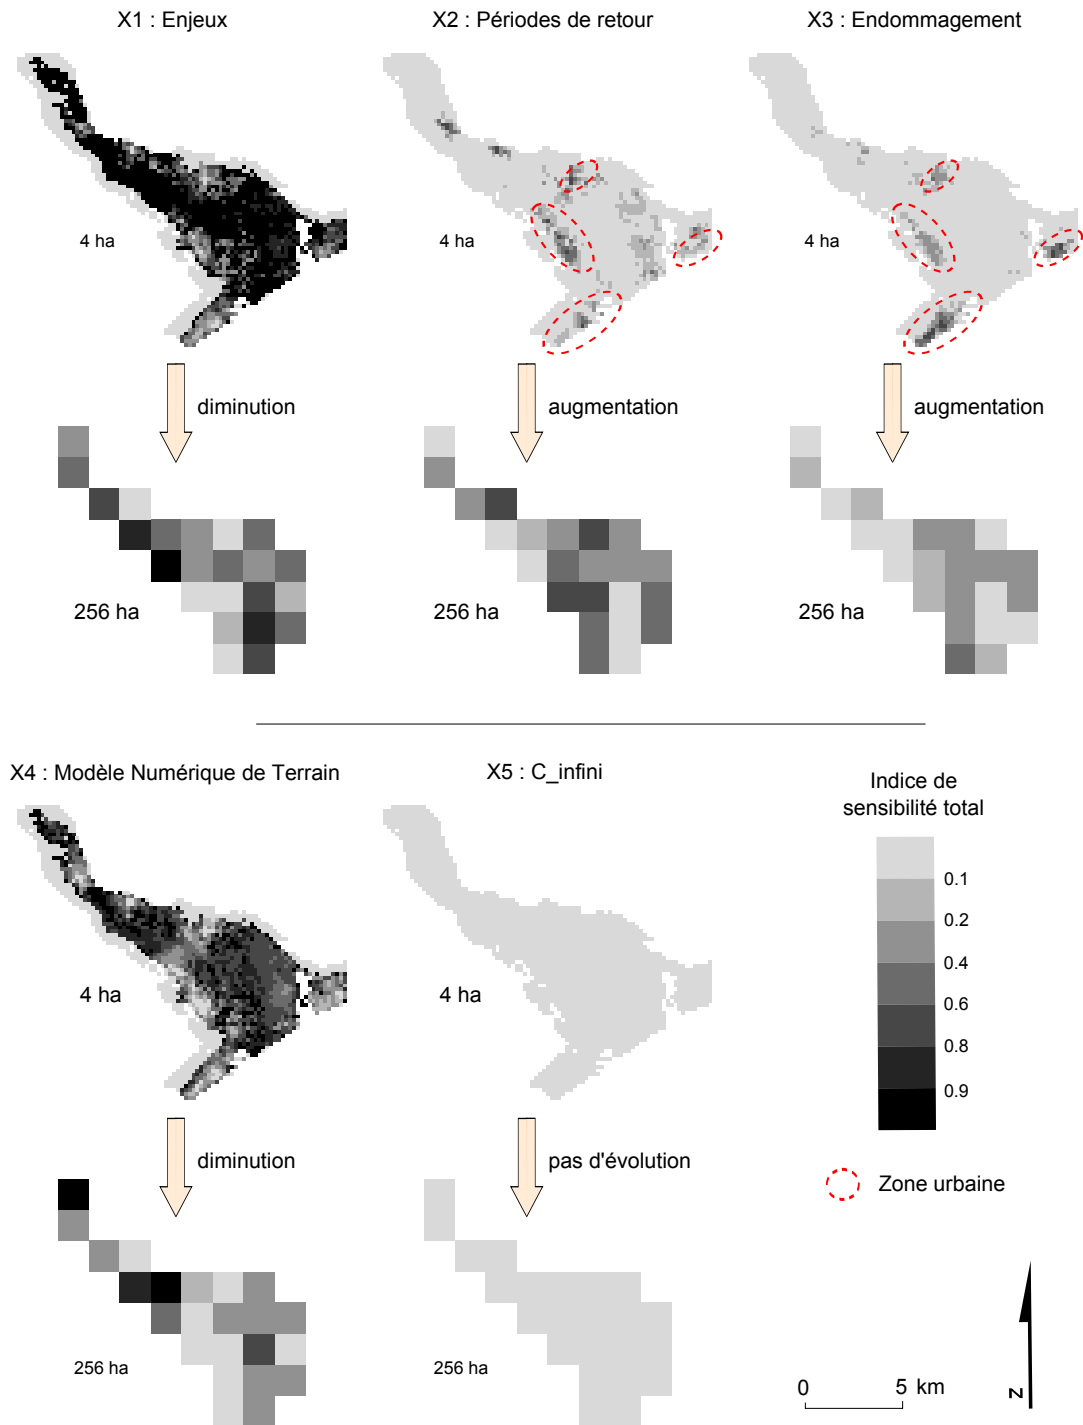 X1 : Enjeux
X2 : Périodes de retour
X3 : Endommagement
4 ha
4 ha
4 ha
diminution
augmentation
augmentation
256 ha
256 ha
256 ha
X4 : Modèle Numérique de Terrain
X5 : C_infini
Indice de
sensibilité total
0.1
0.2
0.4
0.6
0.8
0.9
4 ha
4 ha
diminution
pas d'évolution
Zone urbaine
256 ha
256 ha
0 5 km
N